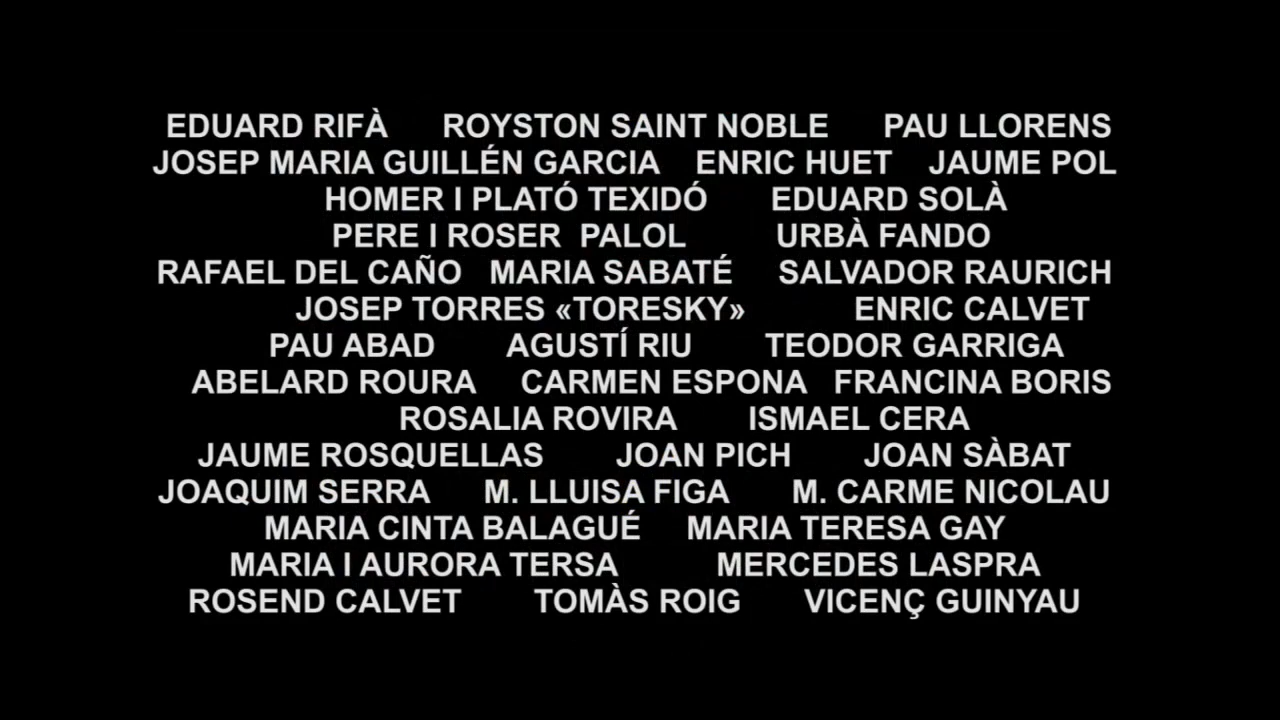 EDUARD RIFÀ ROYSTON SAINT NOBLE PAU LLORENS
JOSEP MARIA GUILLÉN GARCIA ENRIC HUET JAUME POL
HOMER I PLATÓ TEXIDÓ EDUARD SOLÀ
PERE I ROSER PALOL URBÀ FANDO
RAFAEL DEL CAÑO MARIA SABATÉ SALVADOR RAURICH
JOSEP TORRES «TORESKY» ENRIC CALVET
PAU ABAD AGUSTÍ RIU TEODOR GARRIGA
ABELARD ROURA CARMEN ESPONA FRANCINA BORIS
ROSALIA ROVIRA ISMAEL CERA
JAUME ROSQUELLAS JOAN PICH JOAN SÀBAT
JOAQUIM SERRA M. LLUISA FIGA M. CARME NICOLAU
MARIA CINTA BALAGUÉ MARIA TERESA GAY
MARIA I AURORA TERSA MERCEDES LASPRA
ROSEND CALVET TOMÀS ROIG VICENÇ GUINYAU